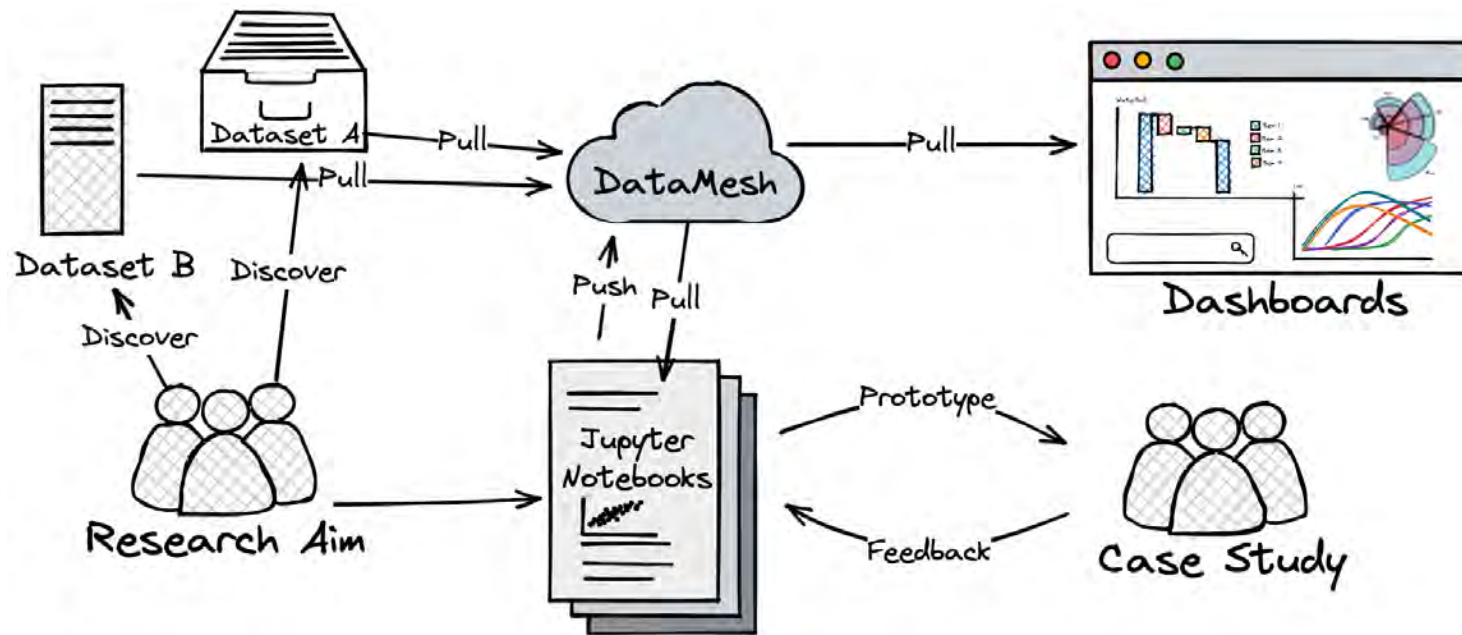 Dataset A
Pull
Pull
DataMesh
Pull
Dataset B
Discover
Discover
Push
Pull
Dashboards
Jupyter
Notebooks
Prototype
Feedback
Research Aim
Case Study